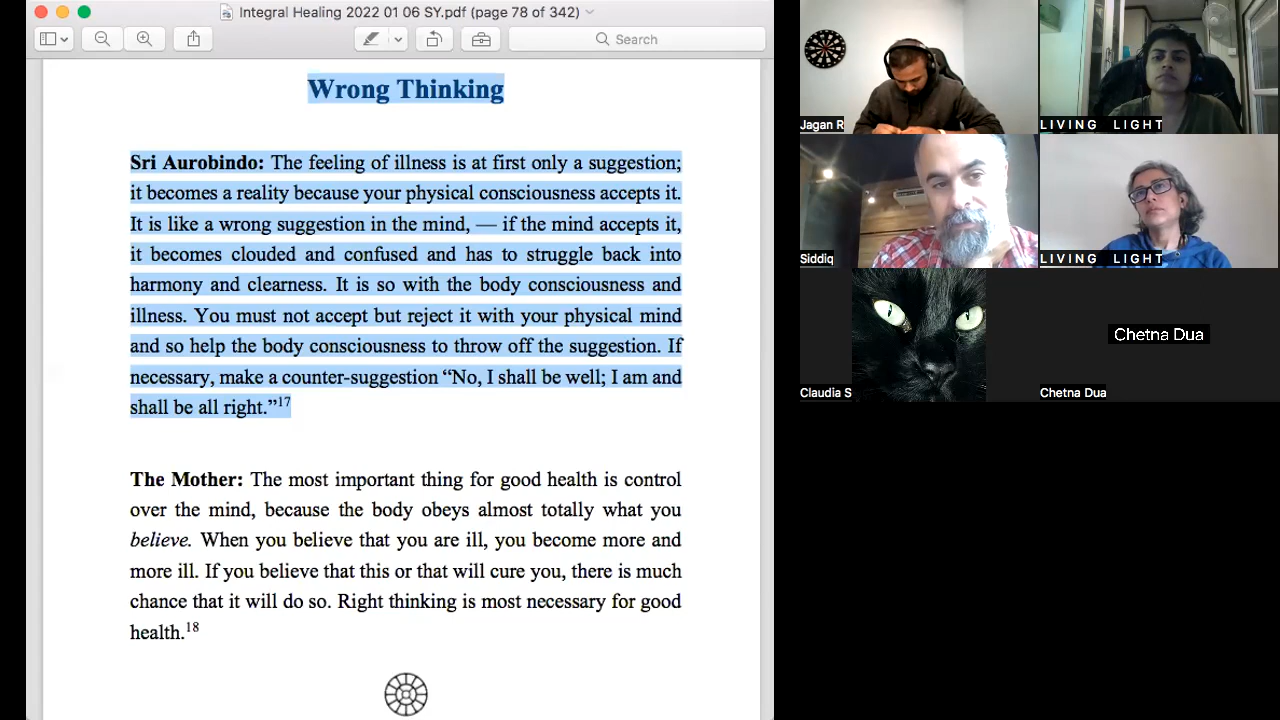 Integral Healing 2022 01 06 SY.pdf (page 78 of 342)
Search
Wrong Thinking
Sri Aurobindo: The feeling of illness is at first only a suggestion;
it becomes a reality because your physical consciousness accepts it.
It is like a wrong suggestion in the mind, — if the mind accepts it,
it becomes clouded and confused and has to struggle back into
harmony and clearness. It is so with the body consciousness and
illness. You must not accept but reject it with your physical mind
and so help the body consciousness to throw off the suggestion. If
necessary, make a counter-suggestion “No, I shall be well; I am and
shall be all right.”17
The Mother: The most important thing for good health is control
over the mind, because the body obeys almost totally what you
believe. When you believe that you are ill, you become more and
more ill. If you believe that this or that will cure you, there is much
chance that it will do so. Right thinking is most necessary for good
health.18
Jagan R
LIVING LIGHT
Siddiq
LIVING LIGHT
Claudia S
Chetna Dua
Chetna Dua